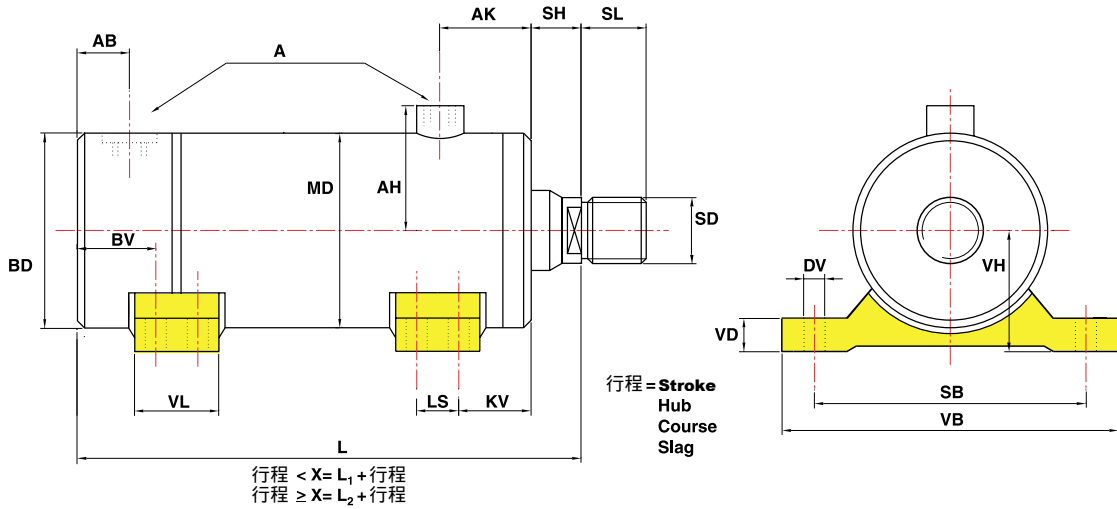 AK
SH
SL
AB
A
MD
AH
SD
BD
BV
VL
LS
KV
L
行程 < X= L₁ + 行程
行程 ≥ X= L₂ + 行程
行程 = Stroke
Hub
Course
Slag
DV
VH
VD
SB
VB